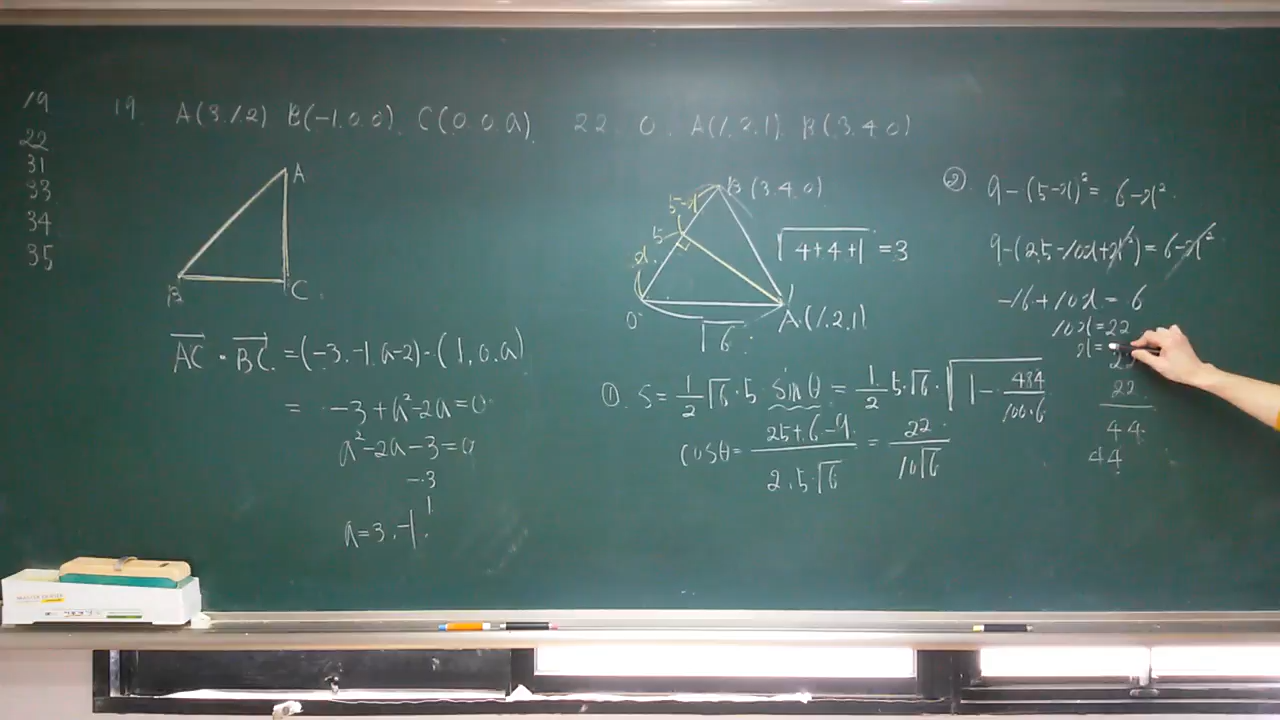 19
22
31
33
34
35
19. A(3.1.2) B(-1.0.0). C(0.0.a).
A
B
C
AC · BC = (-3.-1.a-2)·(1.0.a)
= -3+a²-2a=0
a²-2a-3=0
-3
1
a=3.-1.
22. O. A(1.2.1). B(3.4.0)
B(3.4.0)
5-x
5
x
O
√4+4+1 = 3
A(1.2.1)
√6
① S = 1/2 √6·5 sinθ = 1/2 5√6·√1-484/100·6
cosθ= 25+6-9/2.5√6 = 22/10√6
② 9-(5-x)² = 6-x²
9-(25-10x+x²) = 6-x²
-16+10x = 6
10x=22
x=
22
22
44
44